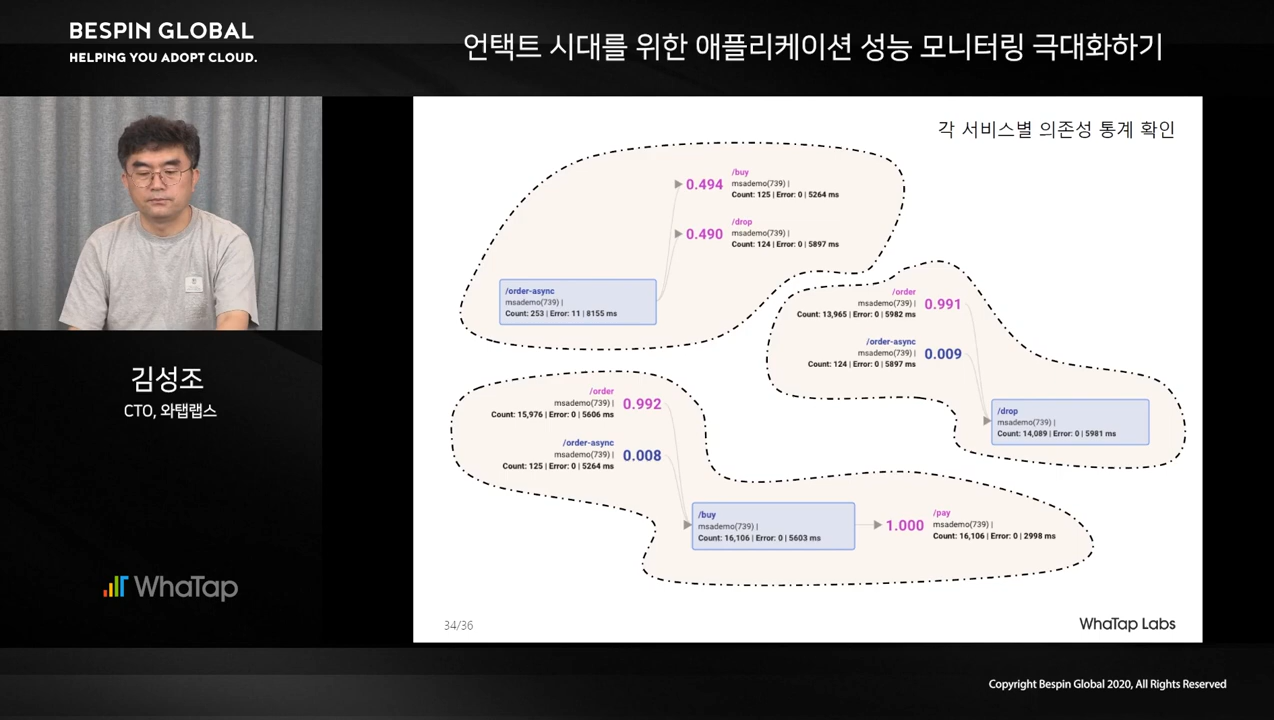 BESPIN GLOBAL
HELPING YOU ADOPT CLOUD.
언택트 시대를 위한 애플리케이션 성능 모니터링 극대화하기
김성조
CTO, 와탭랩스
WhaTap
각 서비스별 의존성 통계 확인
0.494
/buy
msademo(739) |
Count: 125 | Error: 0 | 5264 ms
0.490
/drop
msademo(739) |
Count: 124 | Error: 0 | 5897 ms
/order-async
msademo(739) |
Count: 253 | Error: 11 | 8155 ms
/order
msademo(739) |
Count: 13,965 | Error: 0 | 5982 ms
0.991
/order-async
msademo(739) |
Count: 124 | Error: 0 | 5897 ms
0.009
/drop
msademo(739) |
Count: 14,089 | Error: 0 | 5981 ms
/order
msademo(739) |
Count: 15,976 | Error: 0 | 5606 ms
0.992
/order-async
msademo(739) |
Count: 125 | Error: 0 | 5264 ms
0.008
/buy
msademo(739) |
Count: 16,106 | Error: 0 | 5603 ms
1.000
/pay
msademo(739) |
Count: 16,106 | Error: 0 | 2998 ms
34/36
WhaTap Labs
Copyright Bespin Global 2020, All Rights Reserved